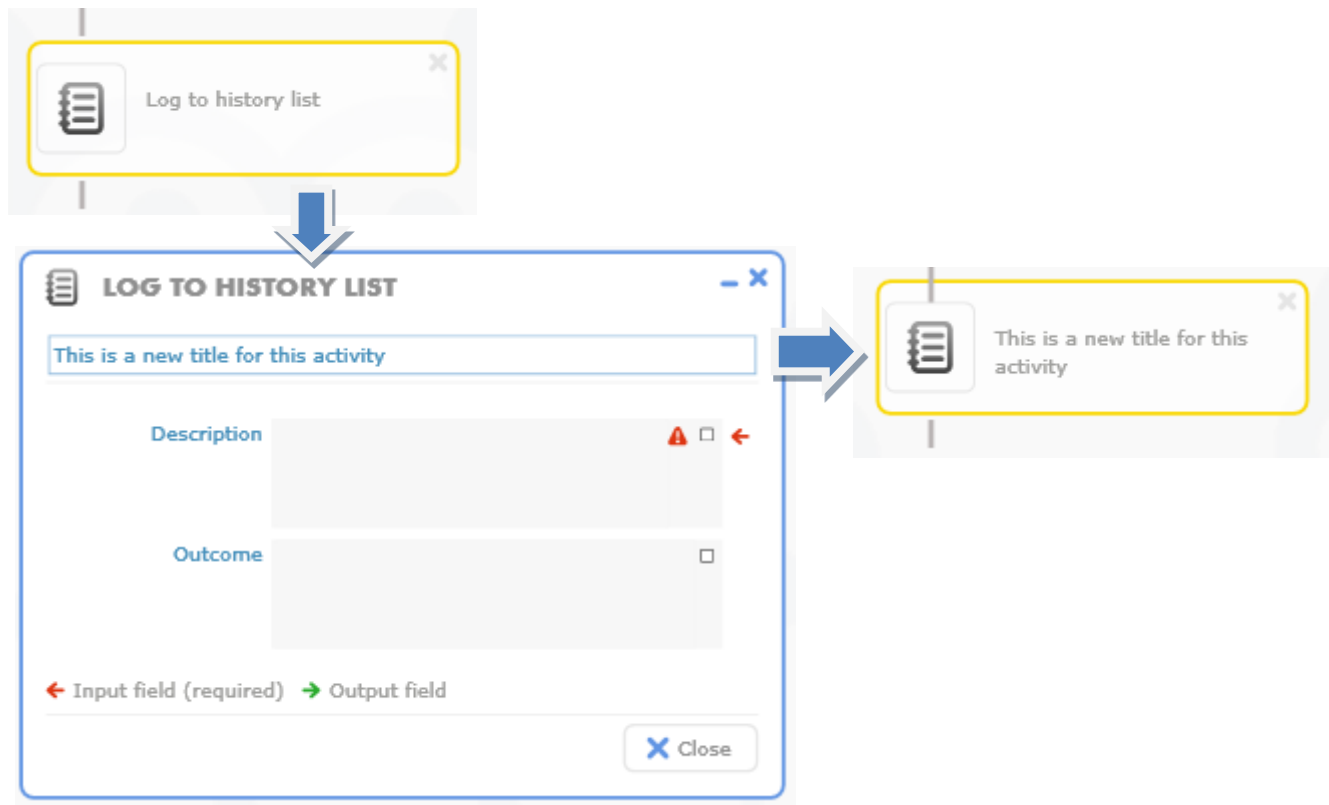 Log to history list
LOG TO HISTORY LIST
This is a new title for this activity
Description
Outcome
Input field (required) Output field
Close
This is a new title for this
activity